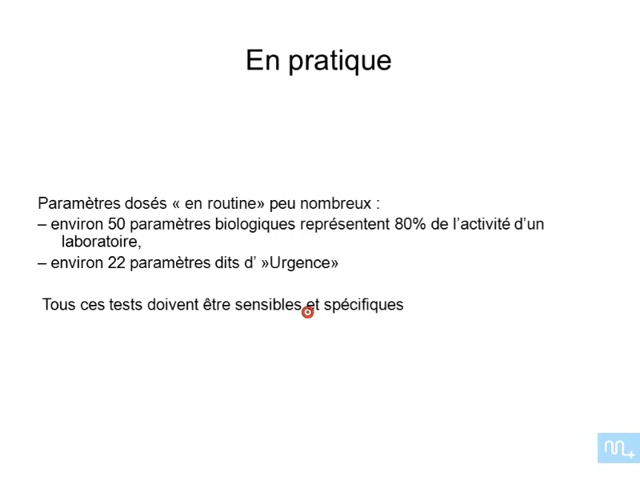 En pratique
Paramètres dosés « en routine» peu nombreux :
– environ 50 paramètres biologiques représentent 80% de l’activité d’un
laboratoire,
– environ 22 paramètres dits d’ »Urgence»
Tous ces tests doivent être sensibles et spécifiques